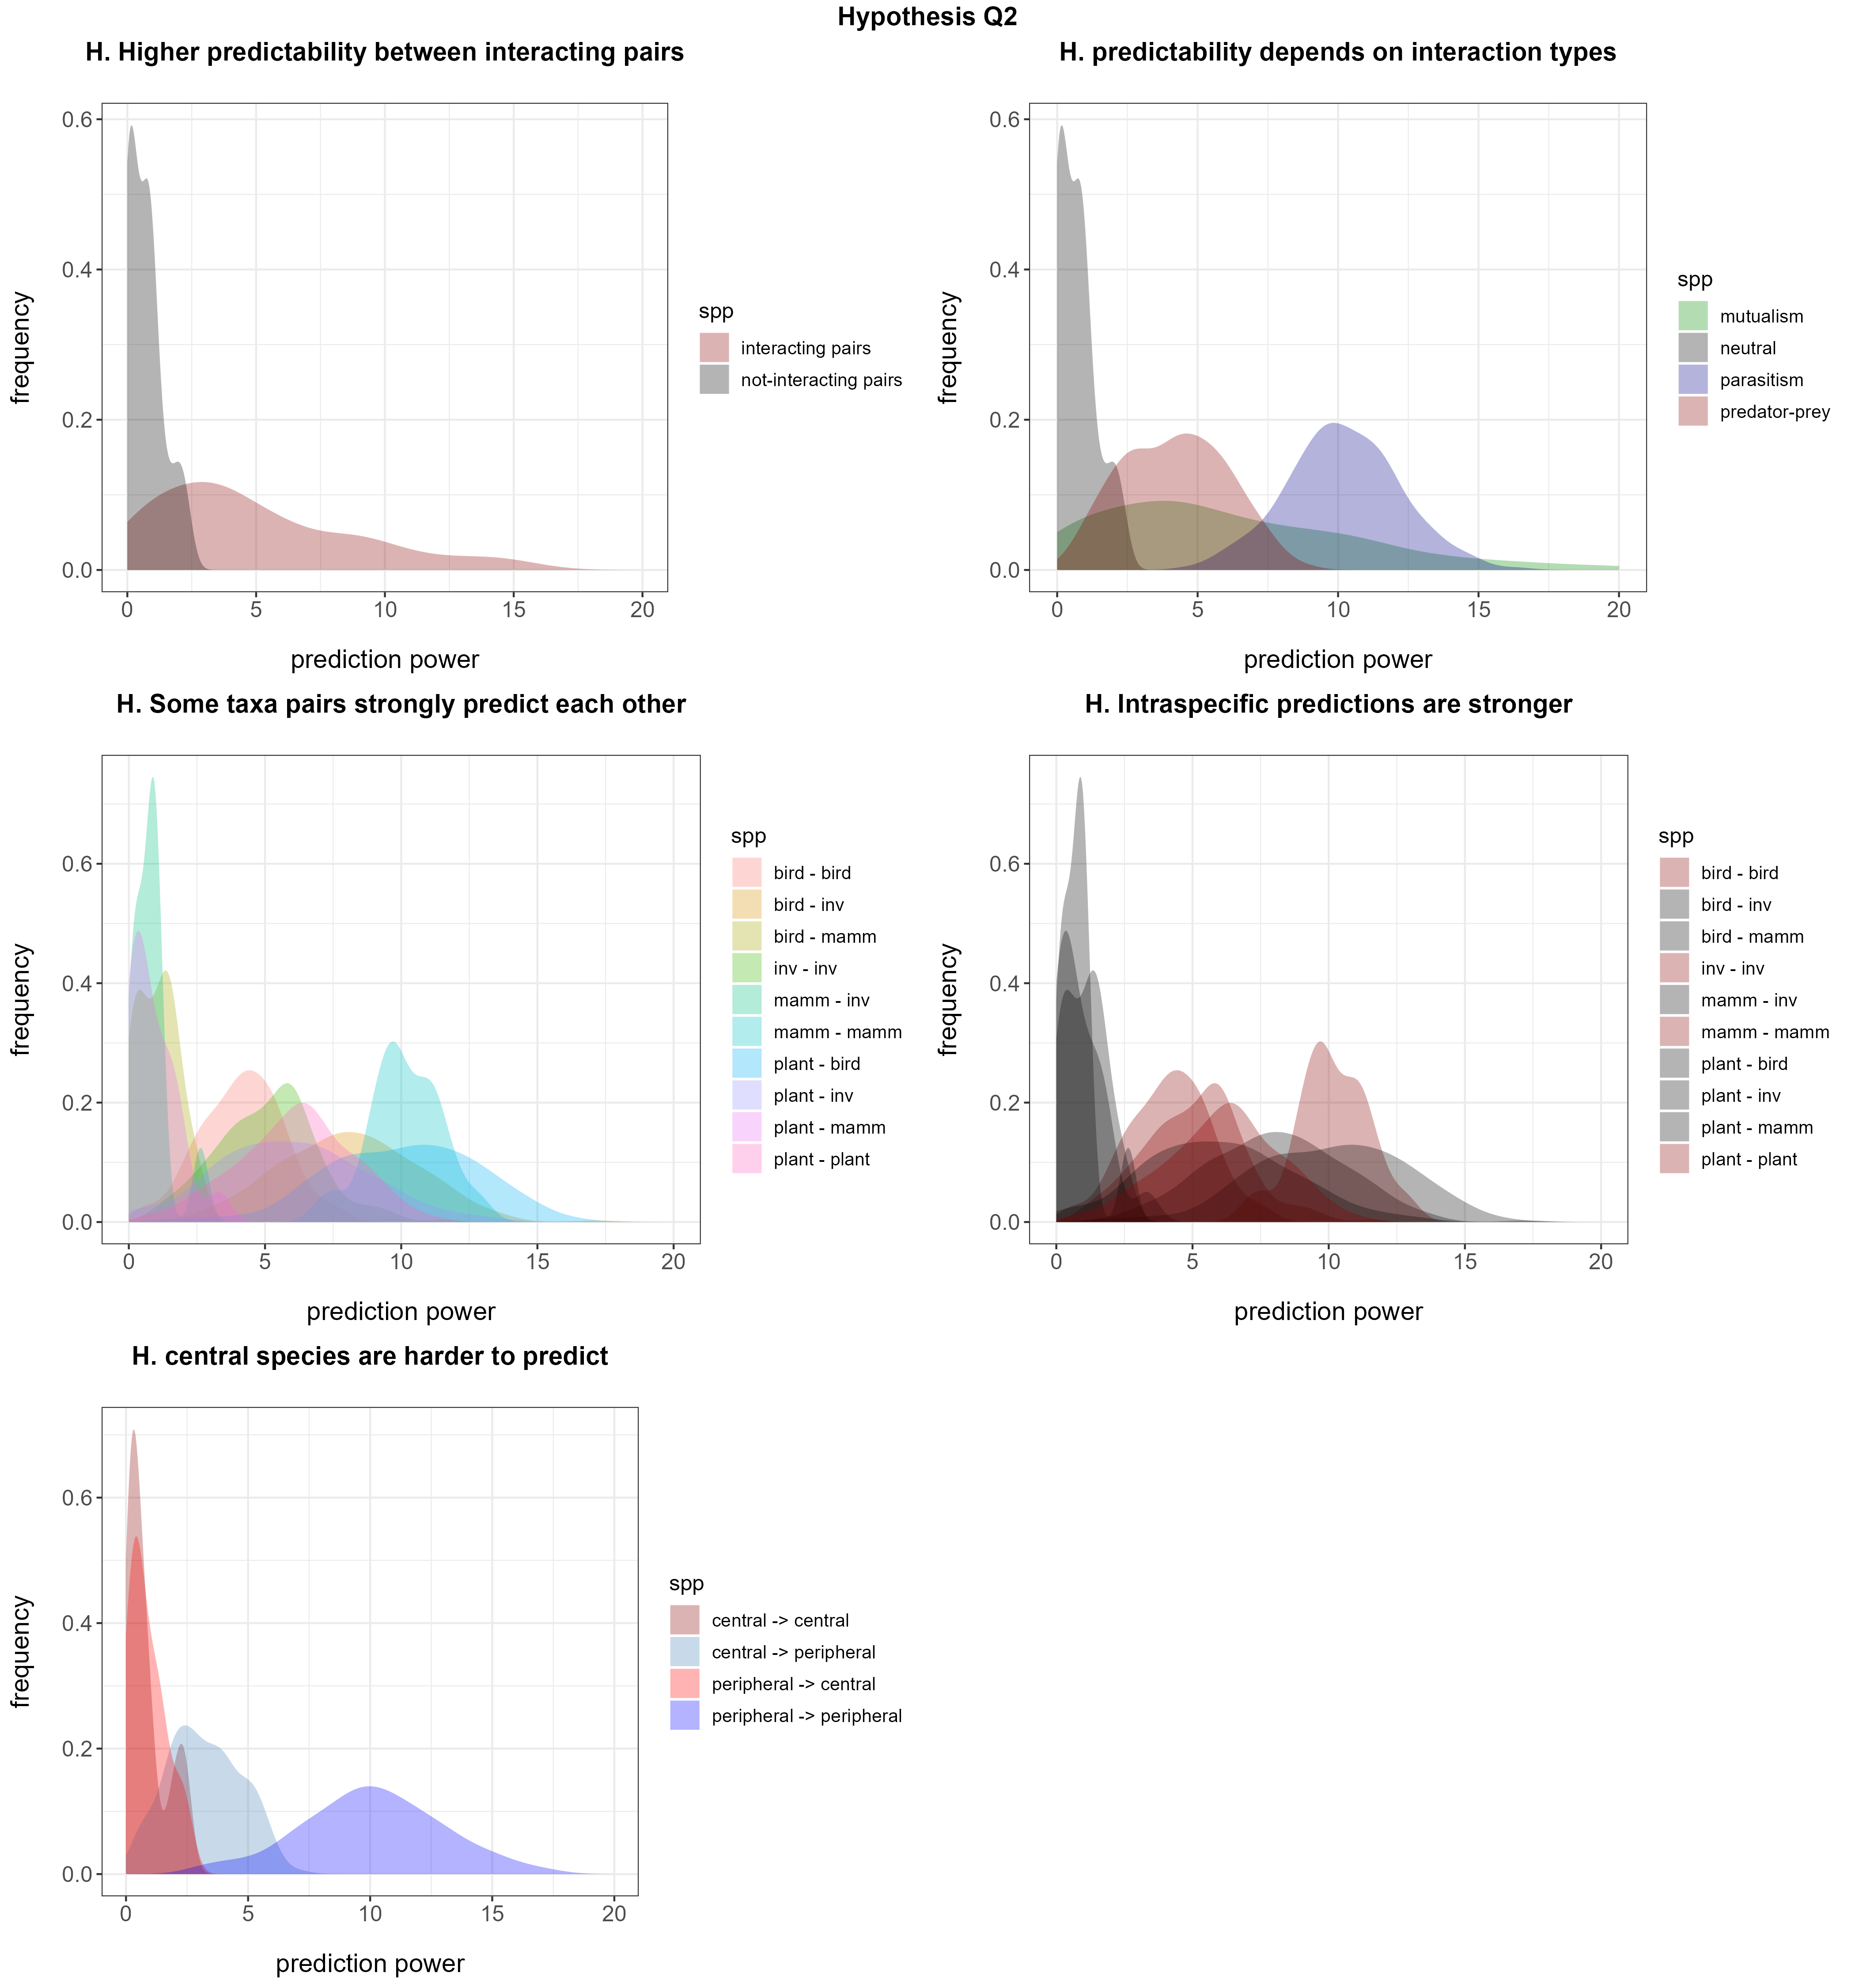 Hypothesis Q2
H. Higher predictability between interacting pairs
0.6
0.4
0.2
0.0
frequency
0 5 10 15 20
prediction power
spp
interacting pairs
not-interacting pairs
H. predictability depends on interaction types
0.6
0.4
0.2
0.0
frequency
0 5 10 15 20
prediction power
spp
mutualism
neutral
parasitism
predator-prey
H. Some taxa pairs strongly predict each other
0.6
0.4
0.2
0.0
frequency
0 5 10 15 20
prediction power
spp
bird - bird
bird - inv
bird - mamm
inv - inv
mamm - inv
mamm - mamm
plant - bird
plant - inv
plant - mamm
plant - plant
H. Intraspecific predictions are stronger
0.6
0.4
0.2
0.0
frequency
0 5 10 15 20
prediction power
spp
bird - bird
bird - inv
bird - mamm
inv - inv
mamm - inv
mamm - mamm
plant - bird
plant - inv
plant - mamm
plant - plant
H. central species are harder to predict
0.6
0.4
0.2
0.0
frequency
0 5 10 15 20
prediction power
spp
central -> central
central -> peripheral
peripheral -> central
peripheral -> peripheral